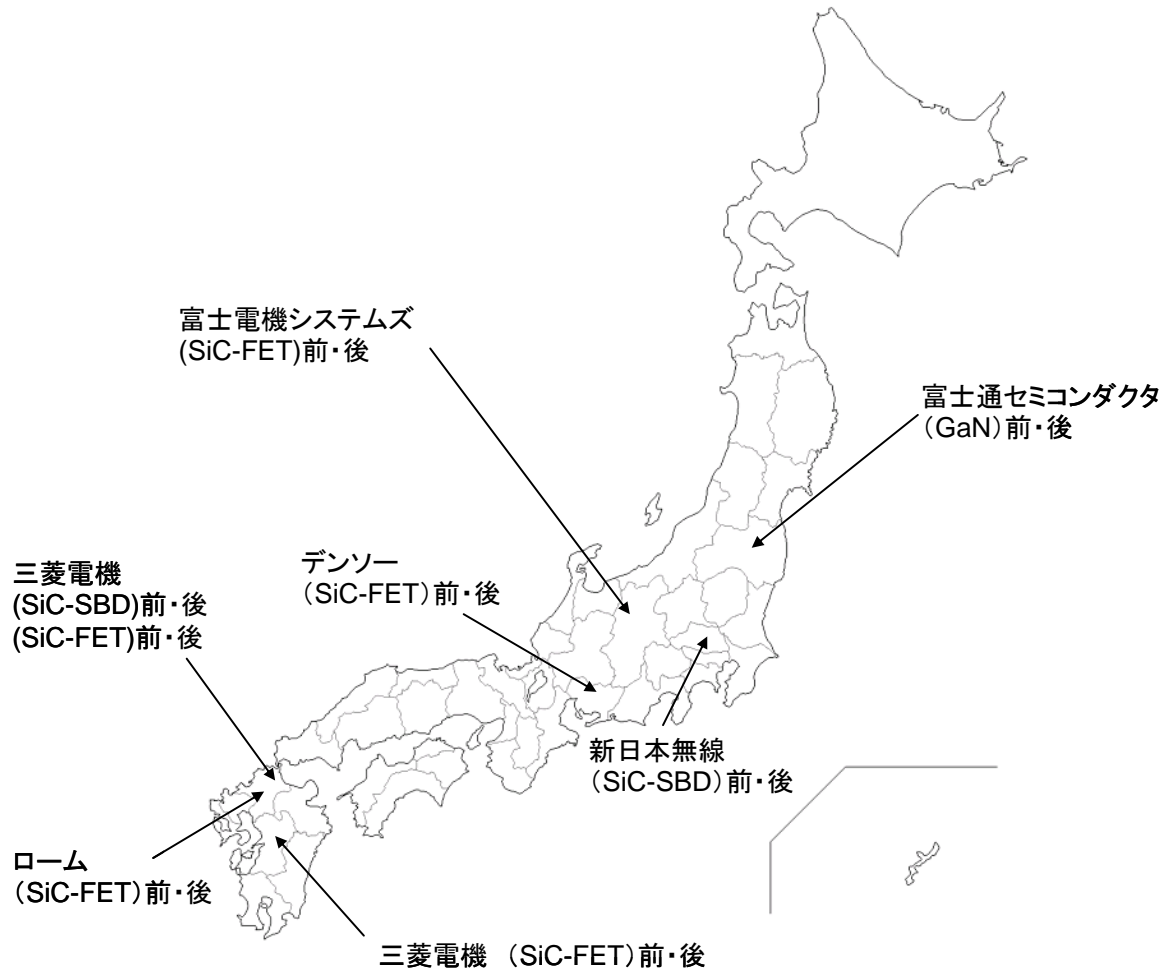 富士電機システムズ
(SiC-FET)前・後
富士通セミコンダクタ
（GaN）前・後
デンソー
（SiC-FET）前・後
三菱電機
(SiC-SBD)前・後
(SiC-FET)前・後
新日本無線
（SiC-SBD）前・後
ローム
（SiC-FET）前・後
三菱電機　（SiC-FET）前・後